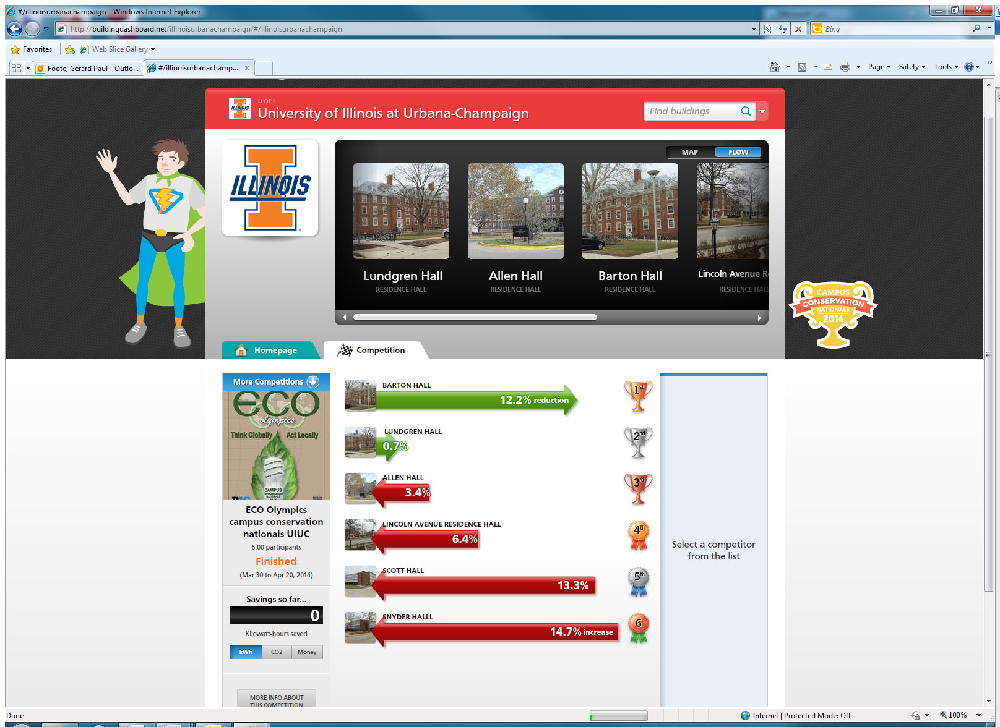 #/illinoisurbanachampaign - Windows Internet Explorer
http://buildingdashboard.net/illinoisurbanachampaign/#/illinoisurbanachampaign
Bing
Favorites
Web Slice Gallery
Foote, Gerard Paul - Outlo...
#/illinoisurbanachamp...
Page
Safety
Tools
ILLINOIS
U OF I
University of Illinois at Urbana-Champaign
Find buildings
ILLINOIS
MAP
FLOW
Lundgren Hall
RESIDENCE HALL
Allen Hall
RESIDENCE HALL
Barton Hall
RESIDENCE HALL
Lincoln Avenue R
RESIDENCE HALL
CAMPUS
CONSERVATION
NATIONALS
2014
Homepage
Competition
More Competitions
ECO
olympics
Think Globally
Act Locally
CAMPUS
CONSERVATION
NATIONALS
ECO Olympics
campus conservation
nationals UIUC
6.00 participants
Finished
(Mar 30 to Apr 20, 2014)
Savings so far...
0
Kilowatt-hours saved
kWh
CO2
Money
MORE INFO ABOUT
THIS COMPETITION
BARTON HALL
12.2% reduction
1st
LUNDGREN HALL
0.7%
2nd
ALLEN HALL
3.4%
3rd
LINCOLN AVENUE RESIDENCE HALL
6.4%
4th
SCOTT HALL
13.3%
5th
SNYDER HALLL
14.7% increase
6
Select a competitor
from the list
Done
Internet | Protected Mode: Off
100%